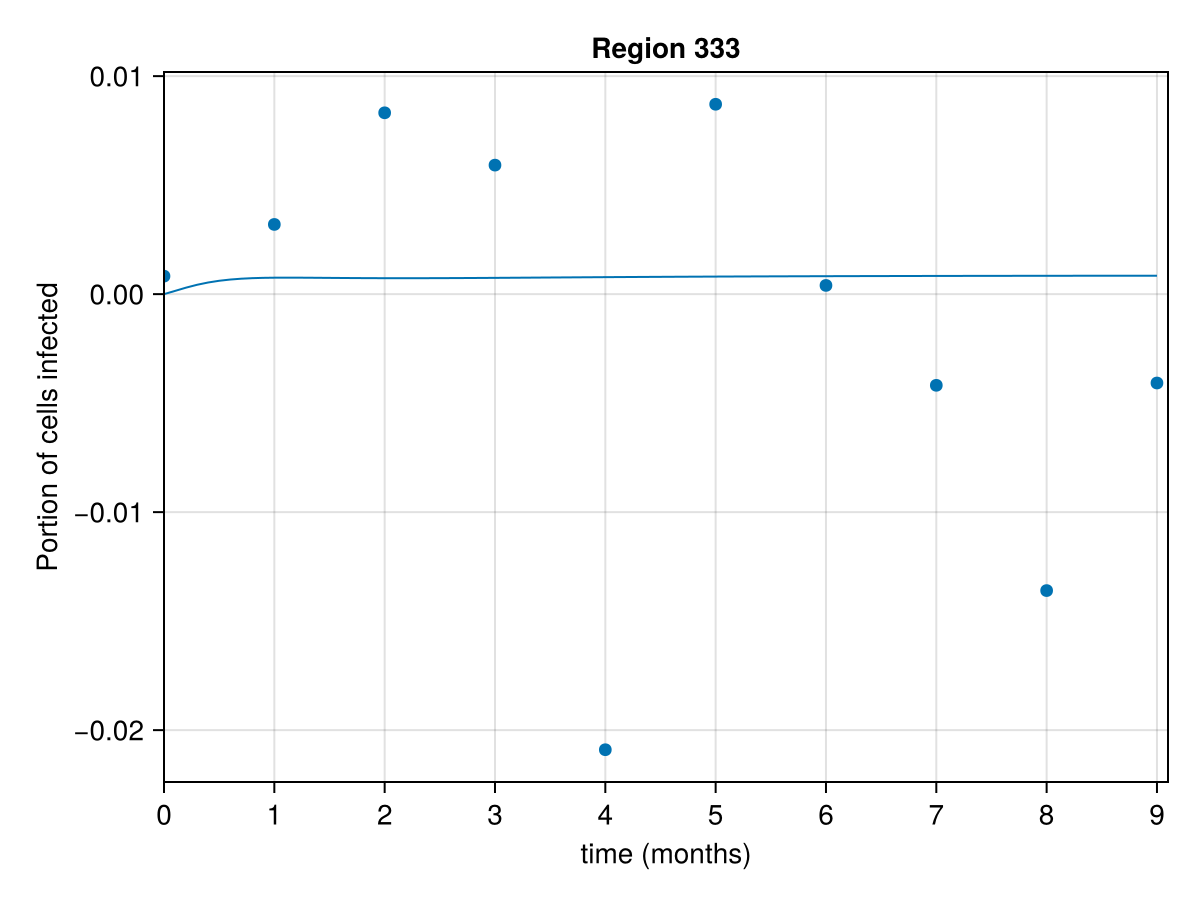 Region 333
0.01
0.00
−0.01
−0.02
Portion of cells infected
0 1 2 3 4 5 6 7 8 9
time (months)